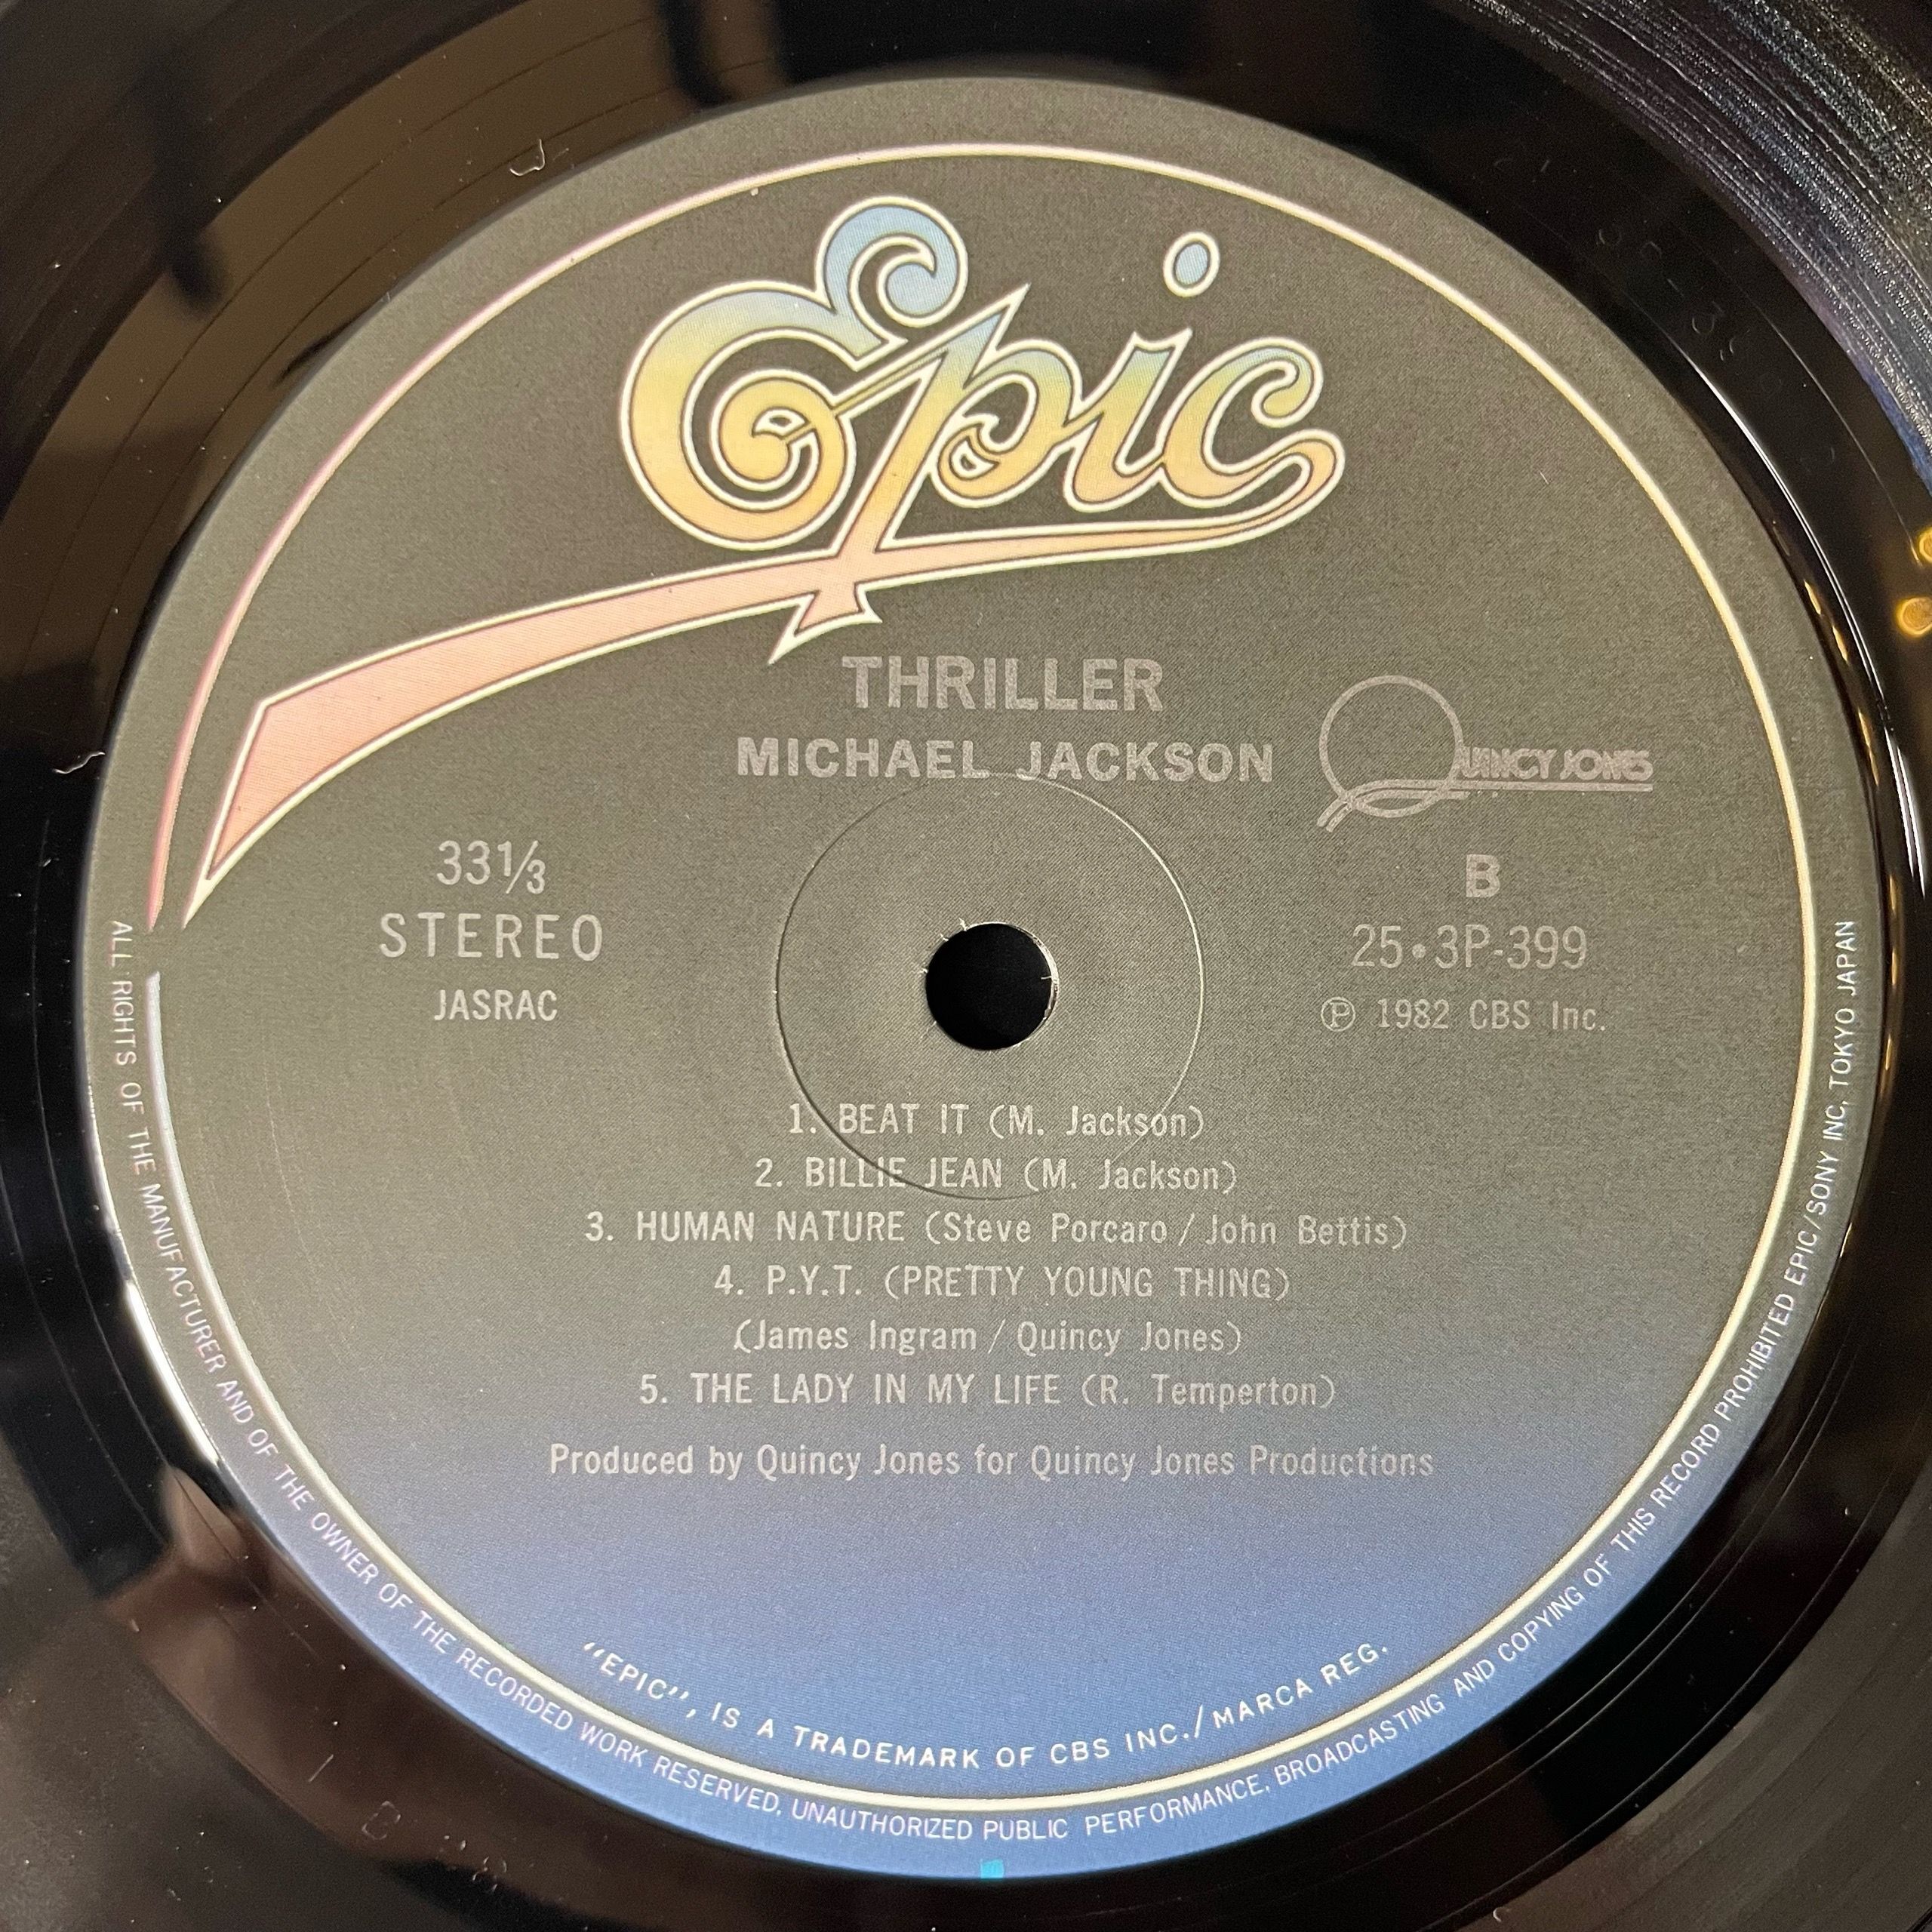 Epic
THRILLER
MICHAEL JACKSON
QUINCY JONES
33⅓
STEREO
JASRAC
B
25•3P-399
Ⓟ 1982 CBS Inc.
1. BEAT IT (M. Jackson)
2. BILLIE JEAN (M. Jackson)
3. HUMAN NATURE (Steve Porcaro / John Bettis)
4. P.Y.T. (PRETTY YOUNG THING)
(James Ingram / Quincy Jones)
5. THE LADY IN MY LIFE (R. Temperton)
Produced by Quincy Jones for Quincy Jones Productions
“EPIC”, IS A TRADEMARK OF CBS INC./MARCA REG.
ALL RIGHTS OF THE MANUFACTURER AND OF THE OWNER OF THE RECORDED WORK RESERVED, UNAUTHORIZED PUBLIC PERFORMANCE, BROADCASTING AND COPYING OF THIS RECORD PROHIBITED EPIC/SONY INC, TOKYO JAPAN